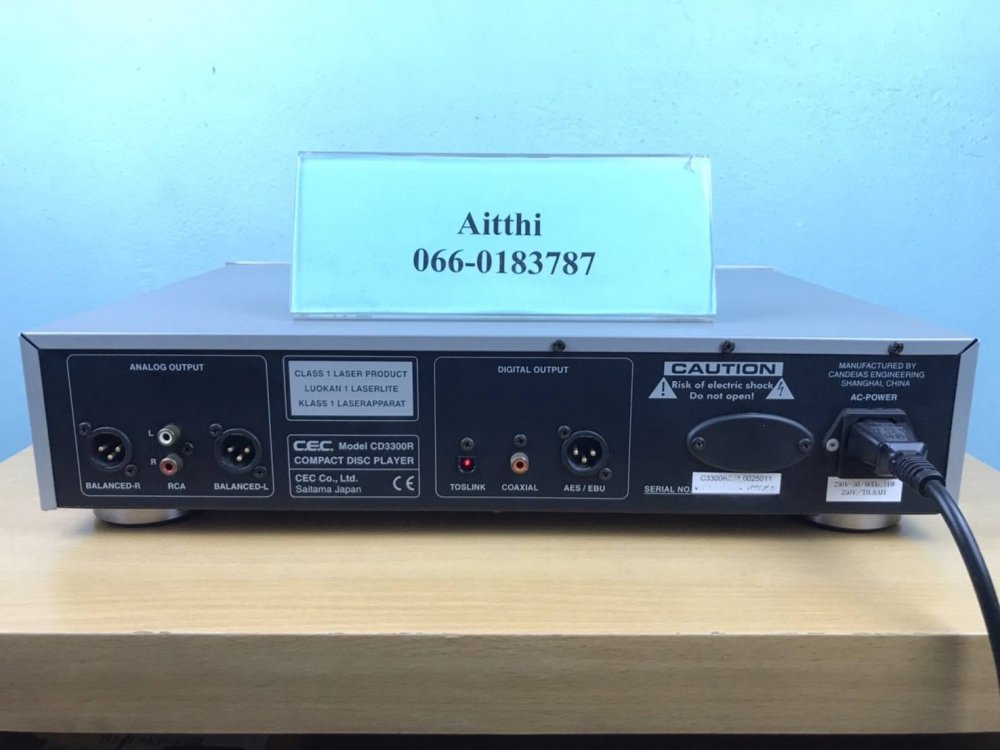 Aitthi
066-0183787
ANALOG OUTPUT
L
R
BALANCED-R
RCA
BALANCED-L
CLASS 1 LASER PRODUCT
LUOKAN 1 LASERLITE
KLASS 1 LASERAPPARAT
C.E.C. Model CD3300R
COMPACT DISC PLAYER
CEC Co., Ltd.
Saitama Japan
CE
DIGITAL OUTPUT
TOSLINK
COAXIAL
AES / EBU
CAUTION
Risk of electric shock
Do not open!
SERIAL NO.
MANUFACTURED BY
CANDEIAS ENGINEERING
SHANGHAI, CHINA
AC-POWER